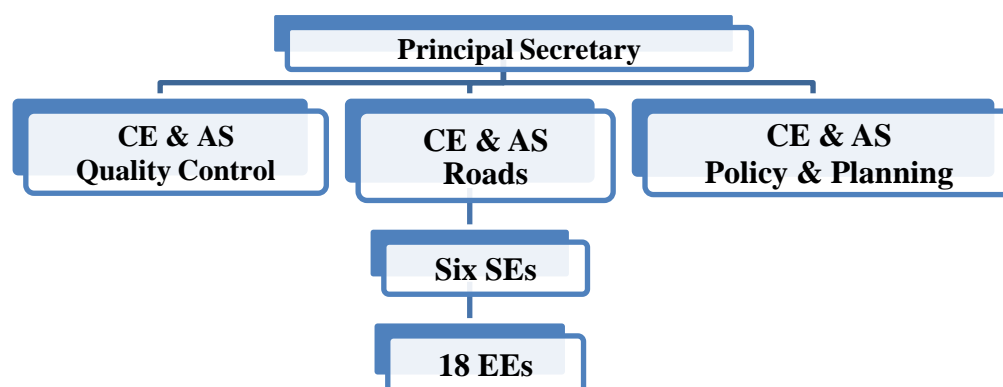 Principal Secretary
CE & AS
Quality Control
CE & AS
Roads
CE & AS
Policy & Planning
Six SEs
18 EEs